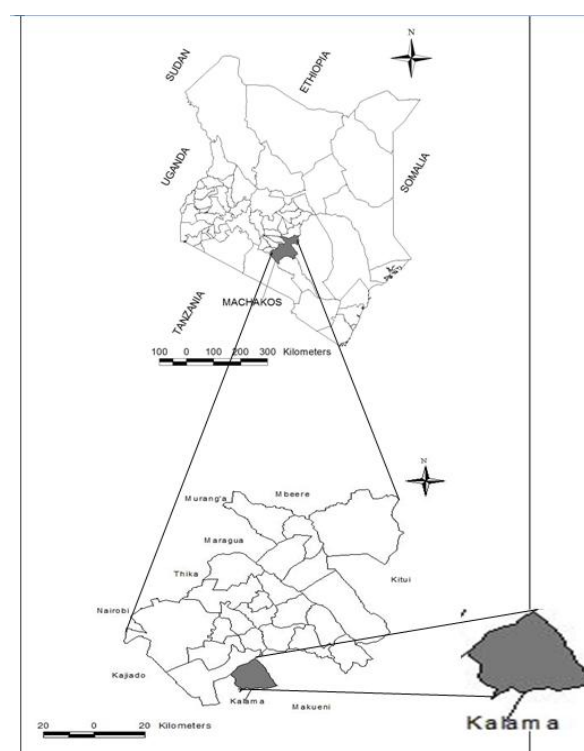 N
SUDAN
ETHIOPIA
UGANDA
SOMALIA
TANZANIA
MACHAKOS
100 0 100 200 300 Kilometers
N
Mbeere
Murang'a
Maragua
Thika
Kitui
Nairobi
Kajiado
Kalama
Makueni
Kalama
20 0 20 Kilometers